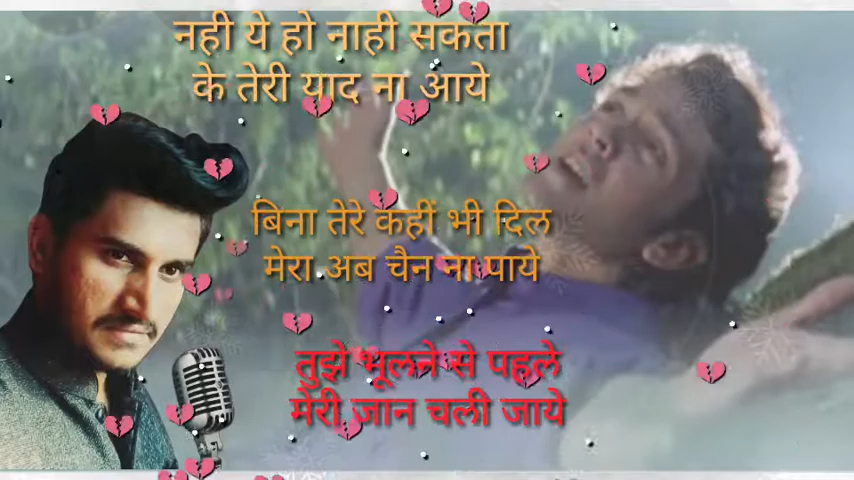 नही ये हो नाही सकता
के तेरी याद ना आये
बिना तेरे कहीं भी दिल
मेरा अब चैन ना पाये
तुझे भूलने से पहले
मेरी जान चली जाये